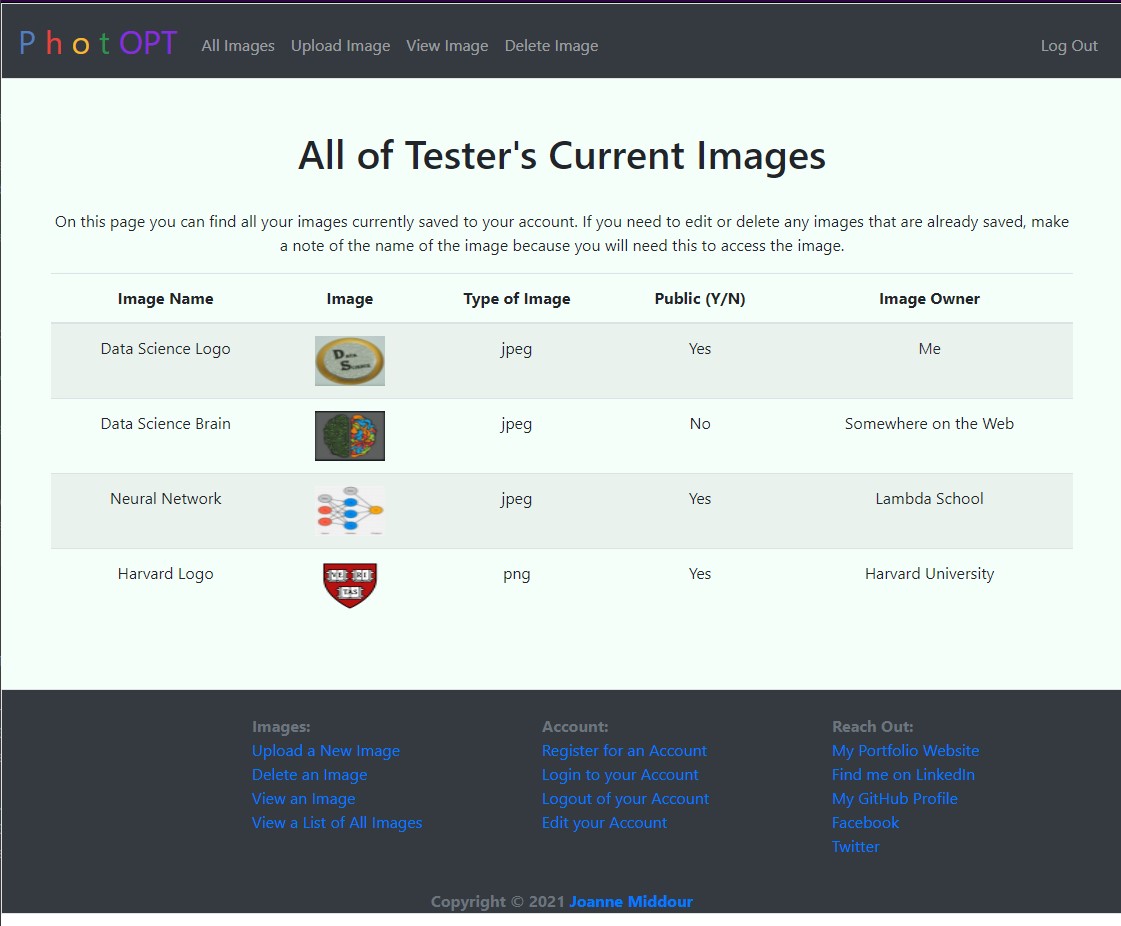 P h o t OPT All Images Upload Image View Image Delete Image Log Out
All of Tester's Current Images
On this page you can find all your images currently saved to your account. If you need to edit or delete any images that are already saved, make
a note of the name of the image because you will need this to access the image.
Image Name Image Type of Image Public (Y/N) Image Owner
Data Science Logo Data Science jpeg Yes Me
Data Science Brain jpeg No Somewhere on the Web
Neural Network jpeg Yes Lambda School
Harvard Logo VE RI TAS png Yes Harvard University
Images: Account: Reach Out:
Upload a New Image Register for an Account My Portfolio Website
Delete an Image Login to your Account Find me on LinkedIn
View an Image Logout of your Account My GitHub Profile
View a List of All Images Edit your Account Facebook
Twitter
Copyright © 2021 Joanne Middour